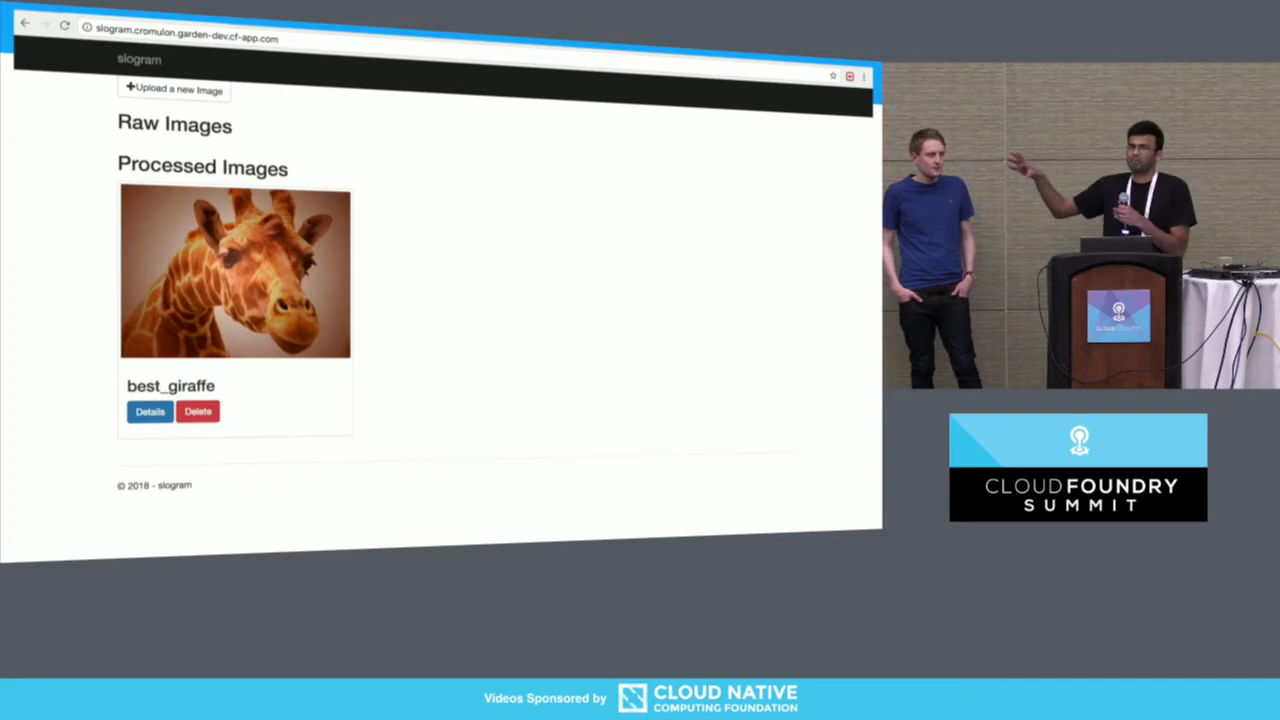 slogram.cromulon.garden-dev.cf-app.com
slogram
+Upload a new Image
Raw Images
Processed Images
best_giraffe
Details Delete
© 2018 - slogram
CLOUD FOUNDRY
CLOUDFOUNDRY
SUMMIT
Videos Sponsored by
CLOUD NATIVE
COMPUTING FOUNDATION